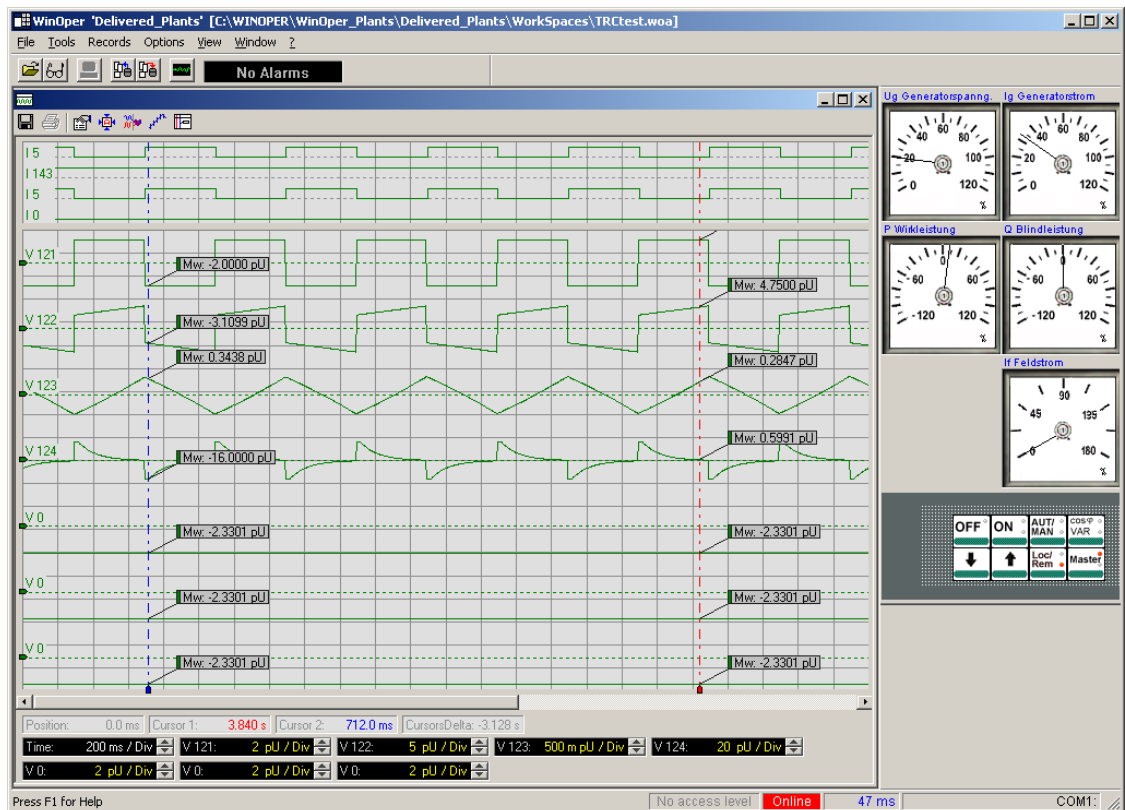 WinOper 'Delivered_Plants' [C:\WINOPER\WinOper_Plants\Delivered_Plants\WorkSpaces\TRCtest.woa]
File Tools Records Options View Window ?
No Alarms
I 5
I 143
I 5
I 0
V 121
Mw: -2.0000 pU
Mw: 4.7500 pU
V 122
Mw: -3.1099 pU
Mw: 0.3438 pU
Mw: 0.2847 pU
V 123
V 124
Mw: 0.5991 pU
Mw: -16.0000 pU
V 0
Mw: -2.3301 pU
Mw: -2.3301 pU
V 0
Mw: -2.3301 pU
Mw: -2.3301 pU
V 0
Mw: -2.3301 pU
Mw: -2.3301 pU
Position: 0.0 ms Cursor 1: 3.840 s Cursor 2: 712.0 ms CursorsDelta: -3.128 s
Time: 200 ms / Div V 121: 2 pU / Div V 122: 5 pU / Div V 123: 500 m pU / Div V 124: 20 pU / Div
V 0: 2 pU / Div V 0: 2 pU / Div V 0: 2 pU / Div
Ug Generatorspanng. Ig Generatorstrom
0 20 40 60 80 100 120 %
0 20 40 60 80 100 120 %
P Wirkleistung Q Blindleistung
-120 -60 0 60 120 %
-120 -60 0 60 120 %
If Feldstrom
0 45 90 135 180 %
OFF ON AUT/ MAN cosφ VAR
Loc/ Rem Master
Press F1 for Help No access level Online 47 ms COM1: